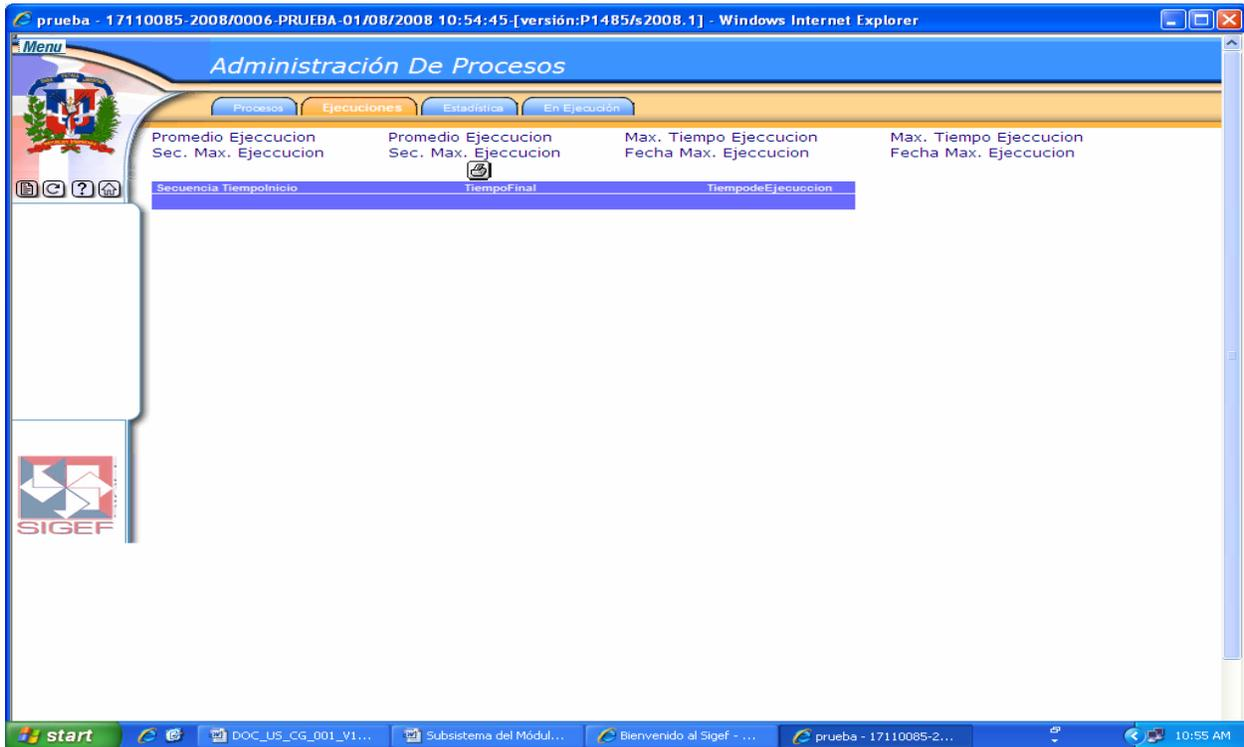 prueba - 17110085-2008/0006-PRUEBA-01/08/2008 10:54:45-[versión:P1485/s2008.1] - Windows Internet Explorer
Menu
Administración De Procesos
Procesos Ejecuciones Estadística En Ejecución
Promedio Ejeccucion Promedio Ejeccucion Max. Tiempo Ejeccucion Max. Tiempo Ejeccucion
Sec. Max. Ejeccucion Sec. Max. Ejeccucion Fecha Max. Ejeccucion Fecha Max. Ejeccucion
Secuencia TiempoInicio TiempoFinal TiempodeEjecuccion
SIGEF
start DOC_US_CG_001_V1... Subsistema del Módul... Bienvenido al Sigef - ... prueba - 17110085-2... 10:55 AM